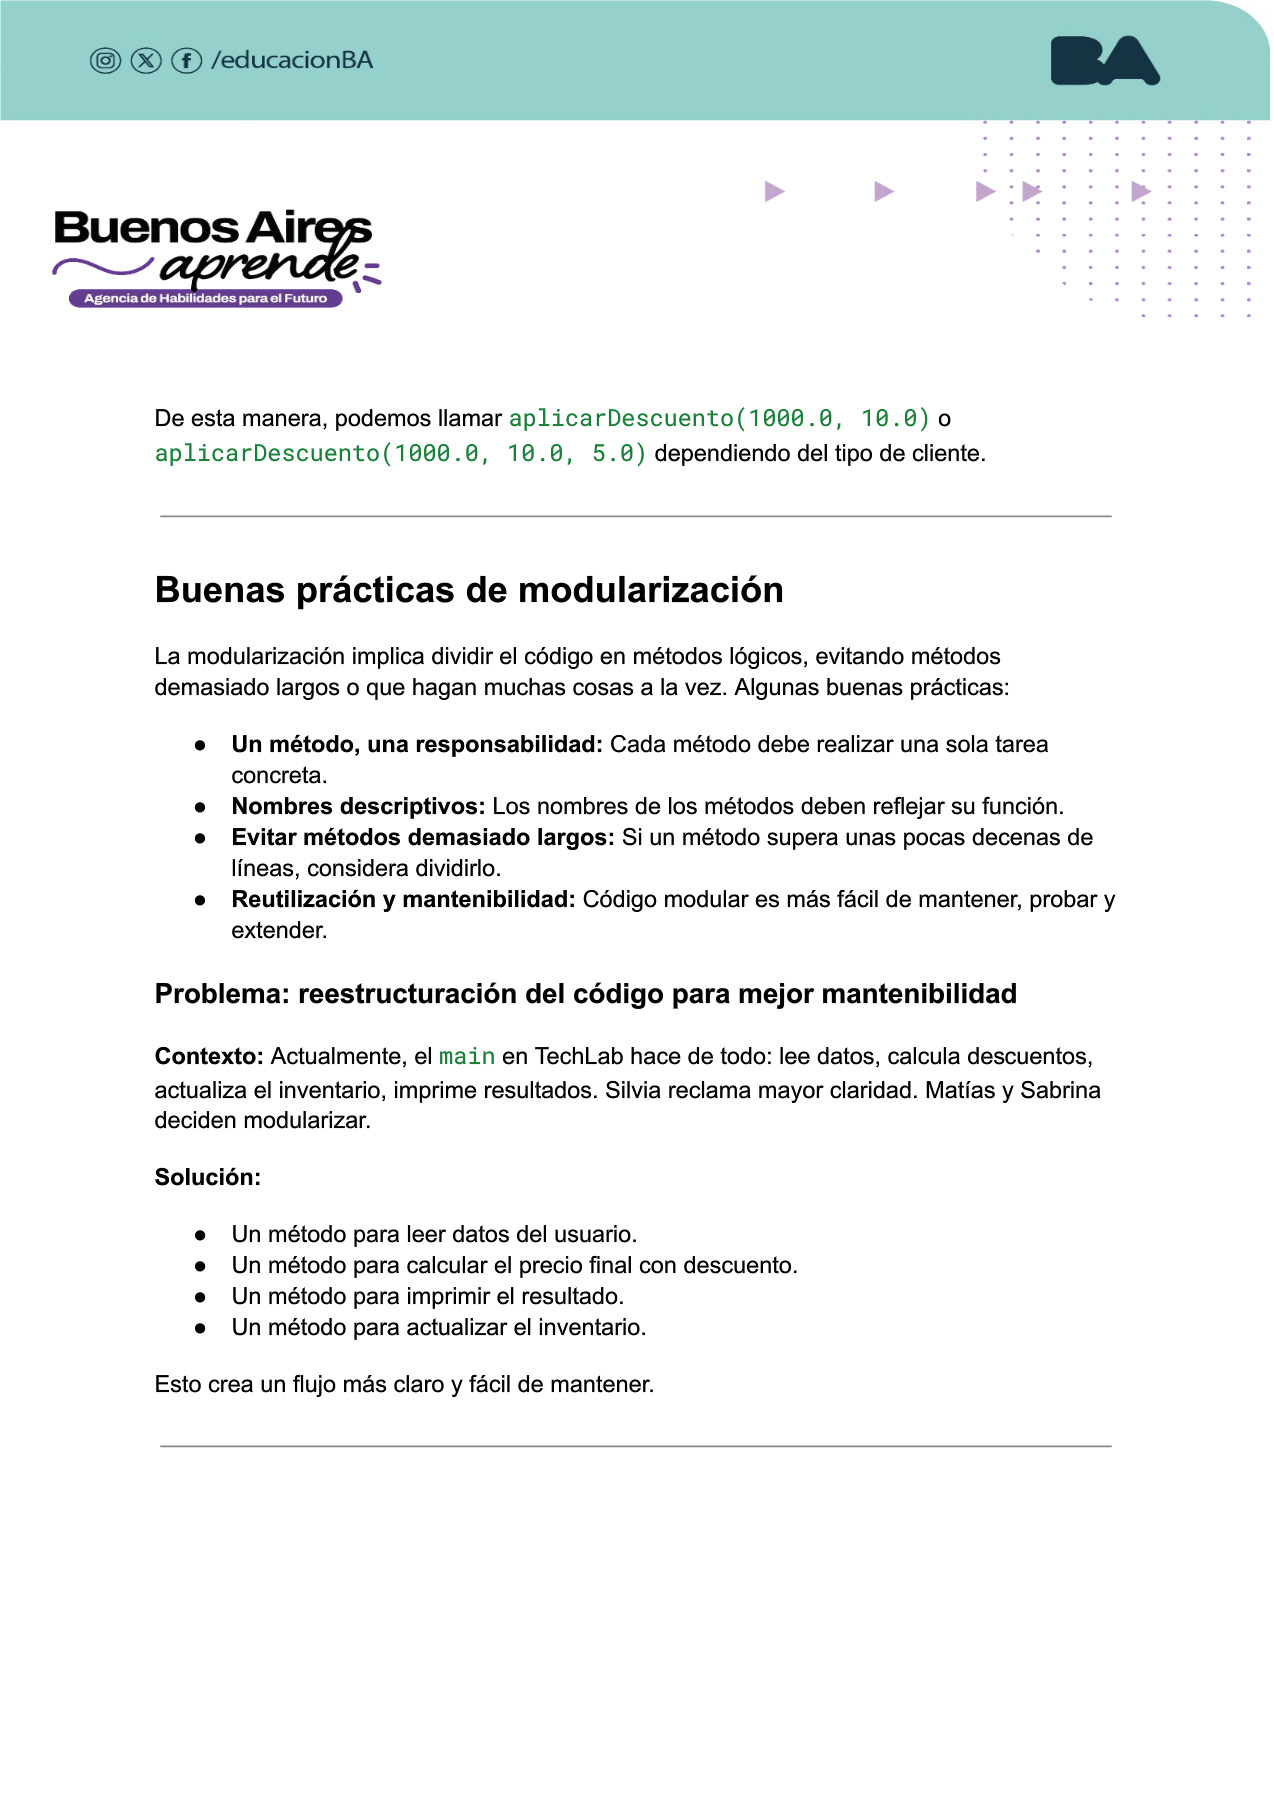 /educacionBA
BA
Buenos Aires
aprende
Agencia de Habilidades para el Futuro
De esta manera, podemos llamar aplicarDescuento(1000.0, 10.0) o
aplicarDescuento(1000.0, 10.0, 5.0) dependiendo del tipo de cliente.
Buenas prácticas de modularización
La modularización implica dividir el código en métodos lógicos, evitando métodos
demasiado largos o que hagan muchas cosas a la vez. Algunas buenas prácticas:
● Un método, una responsabilidad: Cada método debe realizar una sola tarea
concreta.
● Nombres descriptivos: Los nombres de los métodos deben reflejar su función.
● Evitar métodos demasiado largos: Si un método supera unas pocas decenas de
líneas, considera dividirlo.
● Reutilización y mantenibilidad: Código modular es más fácil de mantener, probar y
extender.
Problema: reestructuración del código para mejor mantenibilidad
Contexto: Actualmente, el main en TechLab hace de todo: lee datos, calcula descuentos,
actualiza el inventario, imprime resultados. Silvia reclama mayor claridad. Matías y Sabrina
deciden modularizar.
Solución:
● Un método para leer datos del usuario.
● Un método para calcular el precio final con descuento.
● Un método para imprimir el resultado.
● Un método para actualizar el inventario.
Esto crea un flujo más claro y fácil de mantener.